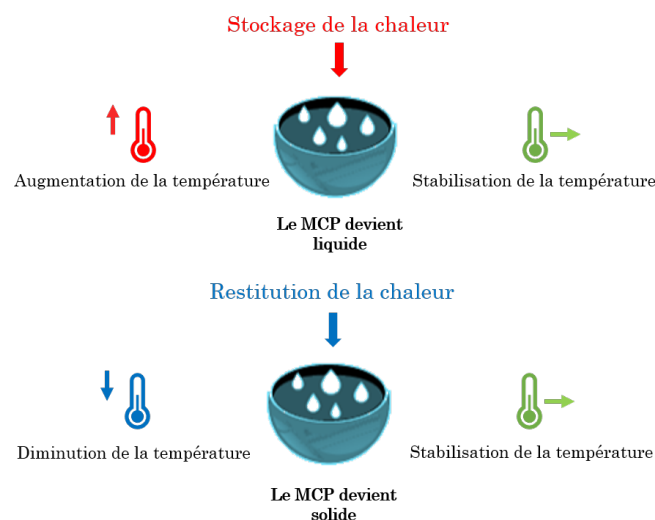 Stockage de la chaleur
Augmentation de la température
Stabilisation de la température
Le MCP devient
liquide
Restitution de la chaleur
Diminution de la température
Stabilisation de la température
Le MCP devient
solide